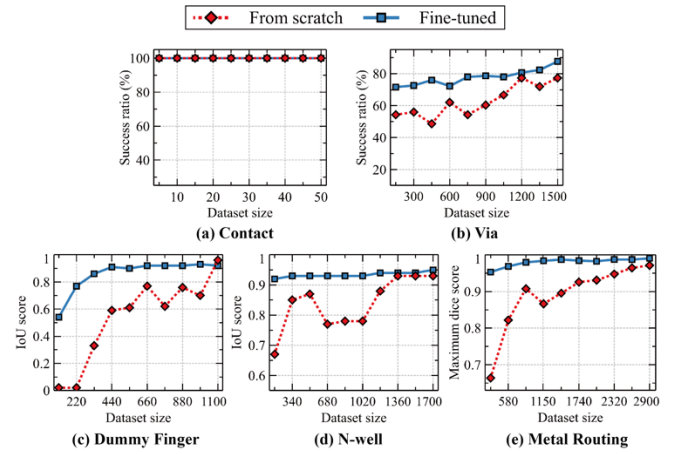 From scratch Fine-tuned
Success ratio (%)
100
80
60
40
10 20 30 40 50
Dataset size
(a) Contact
Success ratio (%)
80
60
40
20
300 600 900 1200 1500
Dataset size
(b) Via
IoU score
1
0.8
0.6
0.4
0.2
0
220 440 660 880 1100
Dataset size
(c) Dummy Finger
IoU score
1
0.9
0.8
0.7
0.6
340 680 1020 1360 1700
Dataset size
(d) N-well
Maximum dice score
1
0.9
0.8
0.7
580 1150 1740 2320 2900
Dataset size
(e) Metal Routing